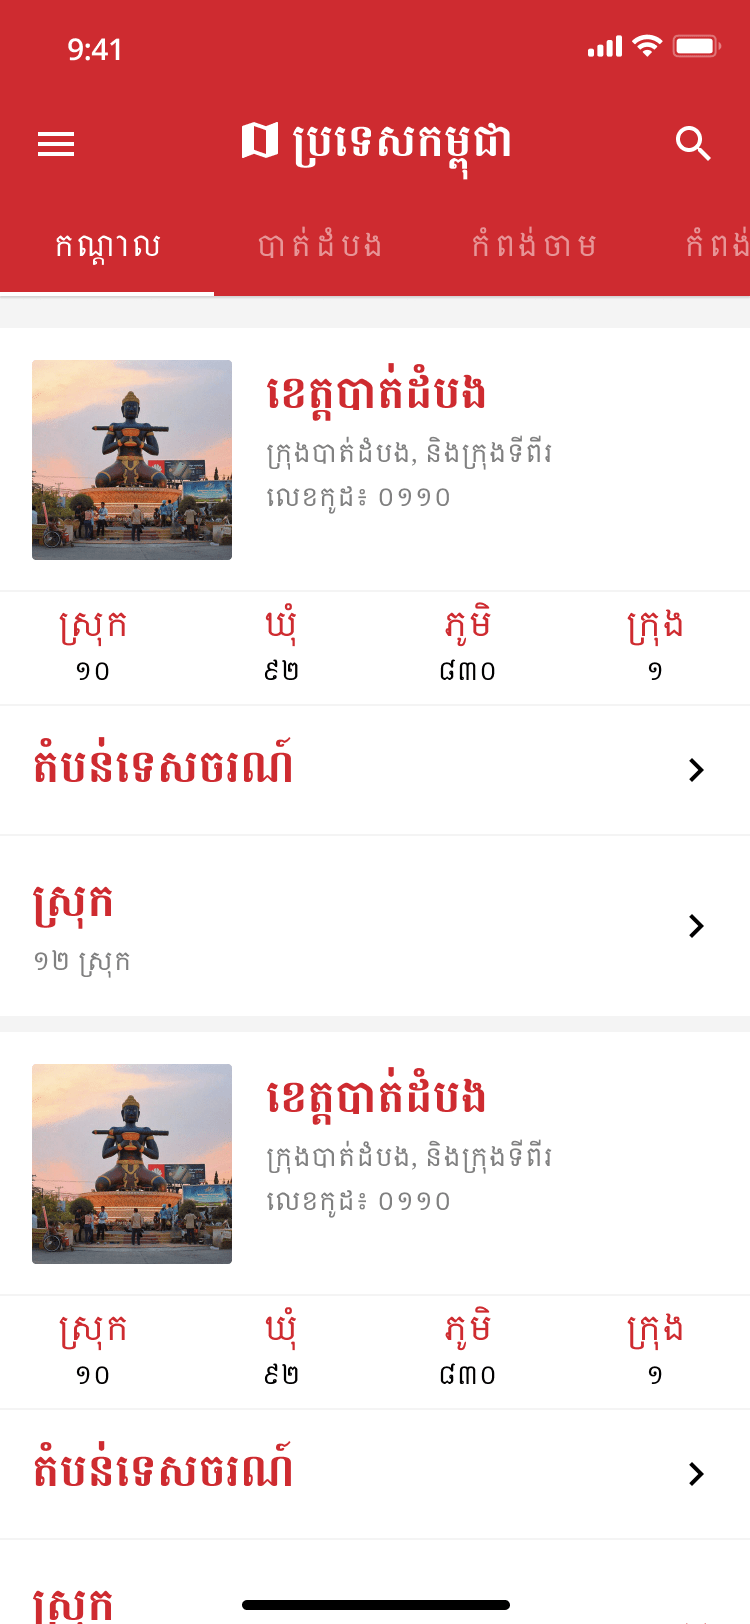 9:41
ប្រទេសកម្ពុជា
កណ្ដាល បាត់ដំបង កំពង់ចាម កំពង់
ខេត្តបាត់ដំបង
ក្រុងបាត់ដំបង, និងក្រុងទីពីរ
លេខកូដ៖ ០១១០
ស្រុក ឃុំ ភូមិ ក្រុង
១០ ៩២ ៨៣០ ១
តំបន់ទេសចរណ៍
ស្រុក
១២ ស្រុក
ខេត្តបាត់ដំបង
ក្រុងបាត់ដំបង, និងក្រុងទីពីរ
លេខកូដ៖ ០១១០
ស្រុក ឃុំ ភូមិ ក្រុង
១០ ៩២ ៨៣០ ១
តំបន់ទេសចរណ៍
ស្រុក